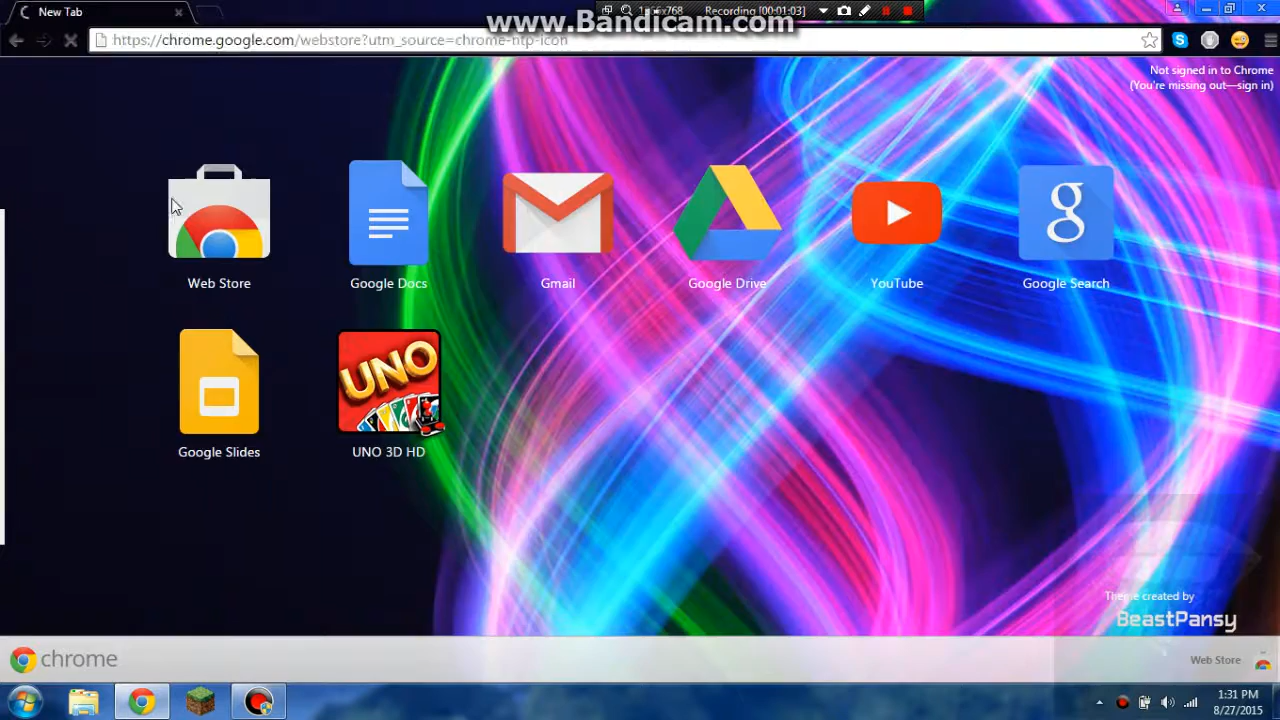 New Tab
1366x768
Recording [00:01:03]
www.Bandicam.com
https://chrome.google.com/webstore?utm_source=chrome-ntp-icon
Not signed in to Chrome
(You're missing out—sign in)
Web Store
Google Docs
Gmail
Google Drive
YouTube
g
Google Search
UNO
Google Slides
UNO 3D HD
Theme created by
BeastPansy
chrome
Web Store
1:31 PM
8/27/2015